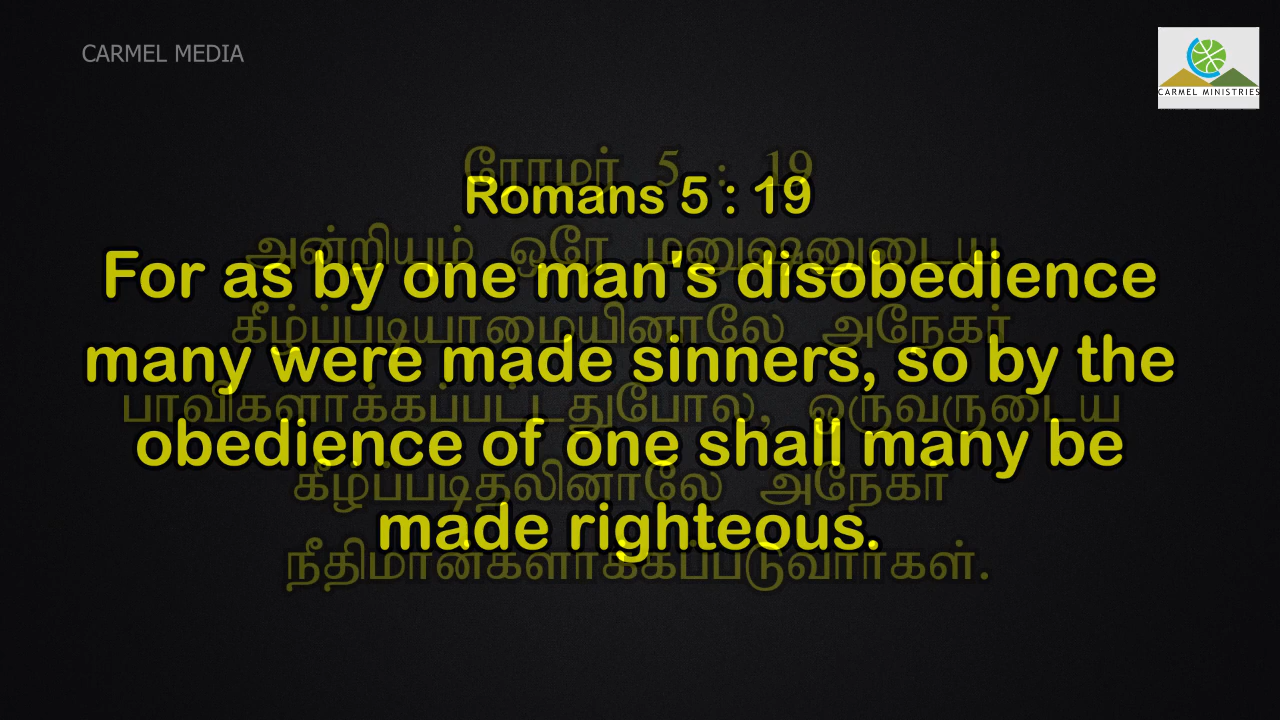 CARMEL MEDIA
CARMEL MINISTRIES
ரோமர் 5 : 19
Romans 5 : 19
அன்றியும் ஒரே மனுஷனுடைய
For as by one man's disobedience
கீழ்ப்படியாமையினாலே அநேகர்
many were made sinners, so by the
பாவிகளாக்கப்பட்டதுபோல, ஒருவருடைய
obedience of one shall many be
கீழ்ப்படிதலினாலே அநேகர்
made righteous.
நீதிமான்களாக்கப்படுவார்கள்.